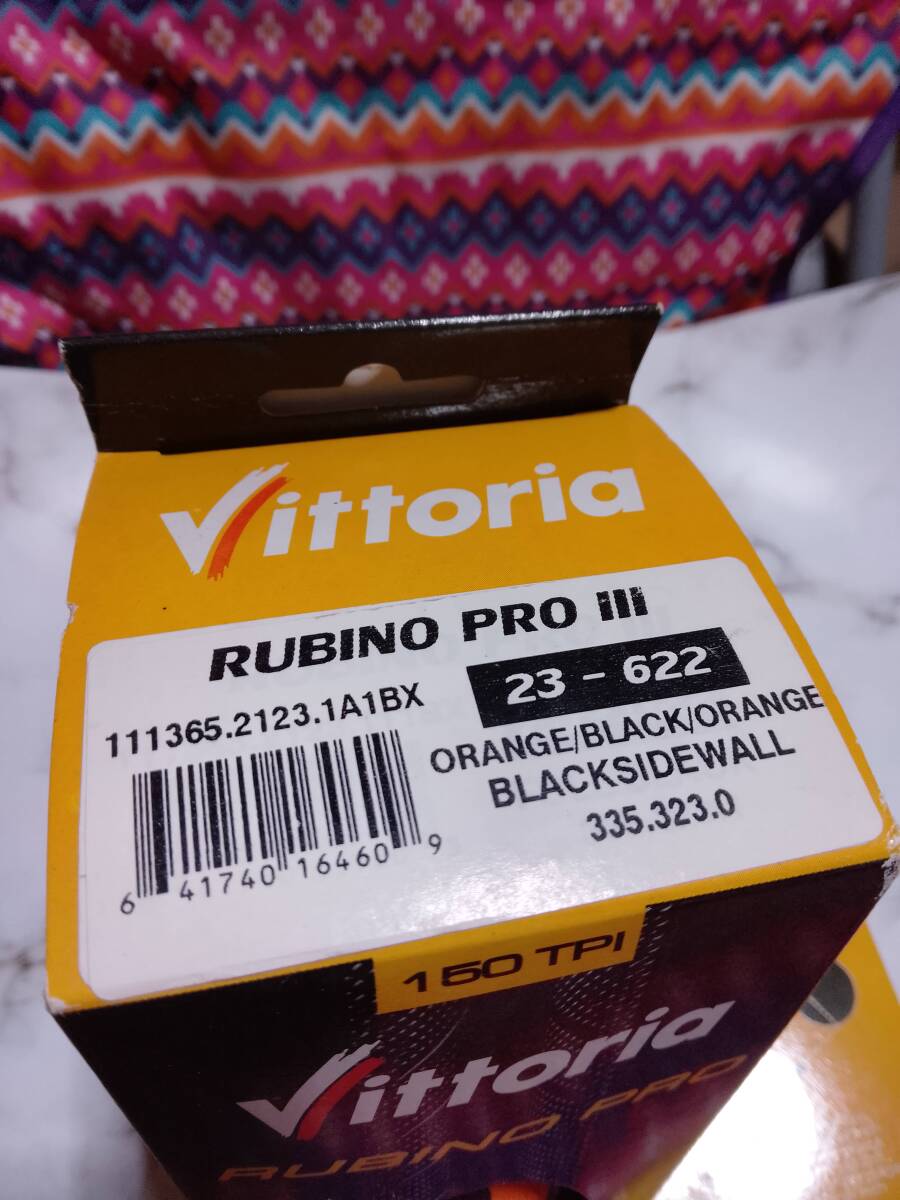 Vittoria
RUBINO PRO III
111365.2123.1A1BX
23 - 622
ORANGE/BLACK/ORANGE
BLACKSIDEWALL
335.323.0
6 41740 16460 9
150 TPI
Vittoria
RUBINO PRO